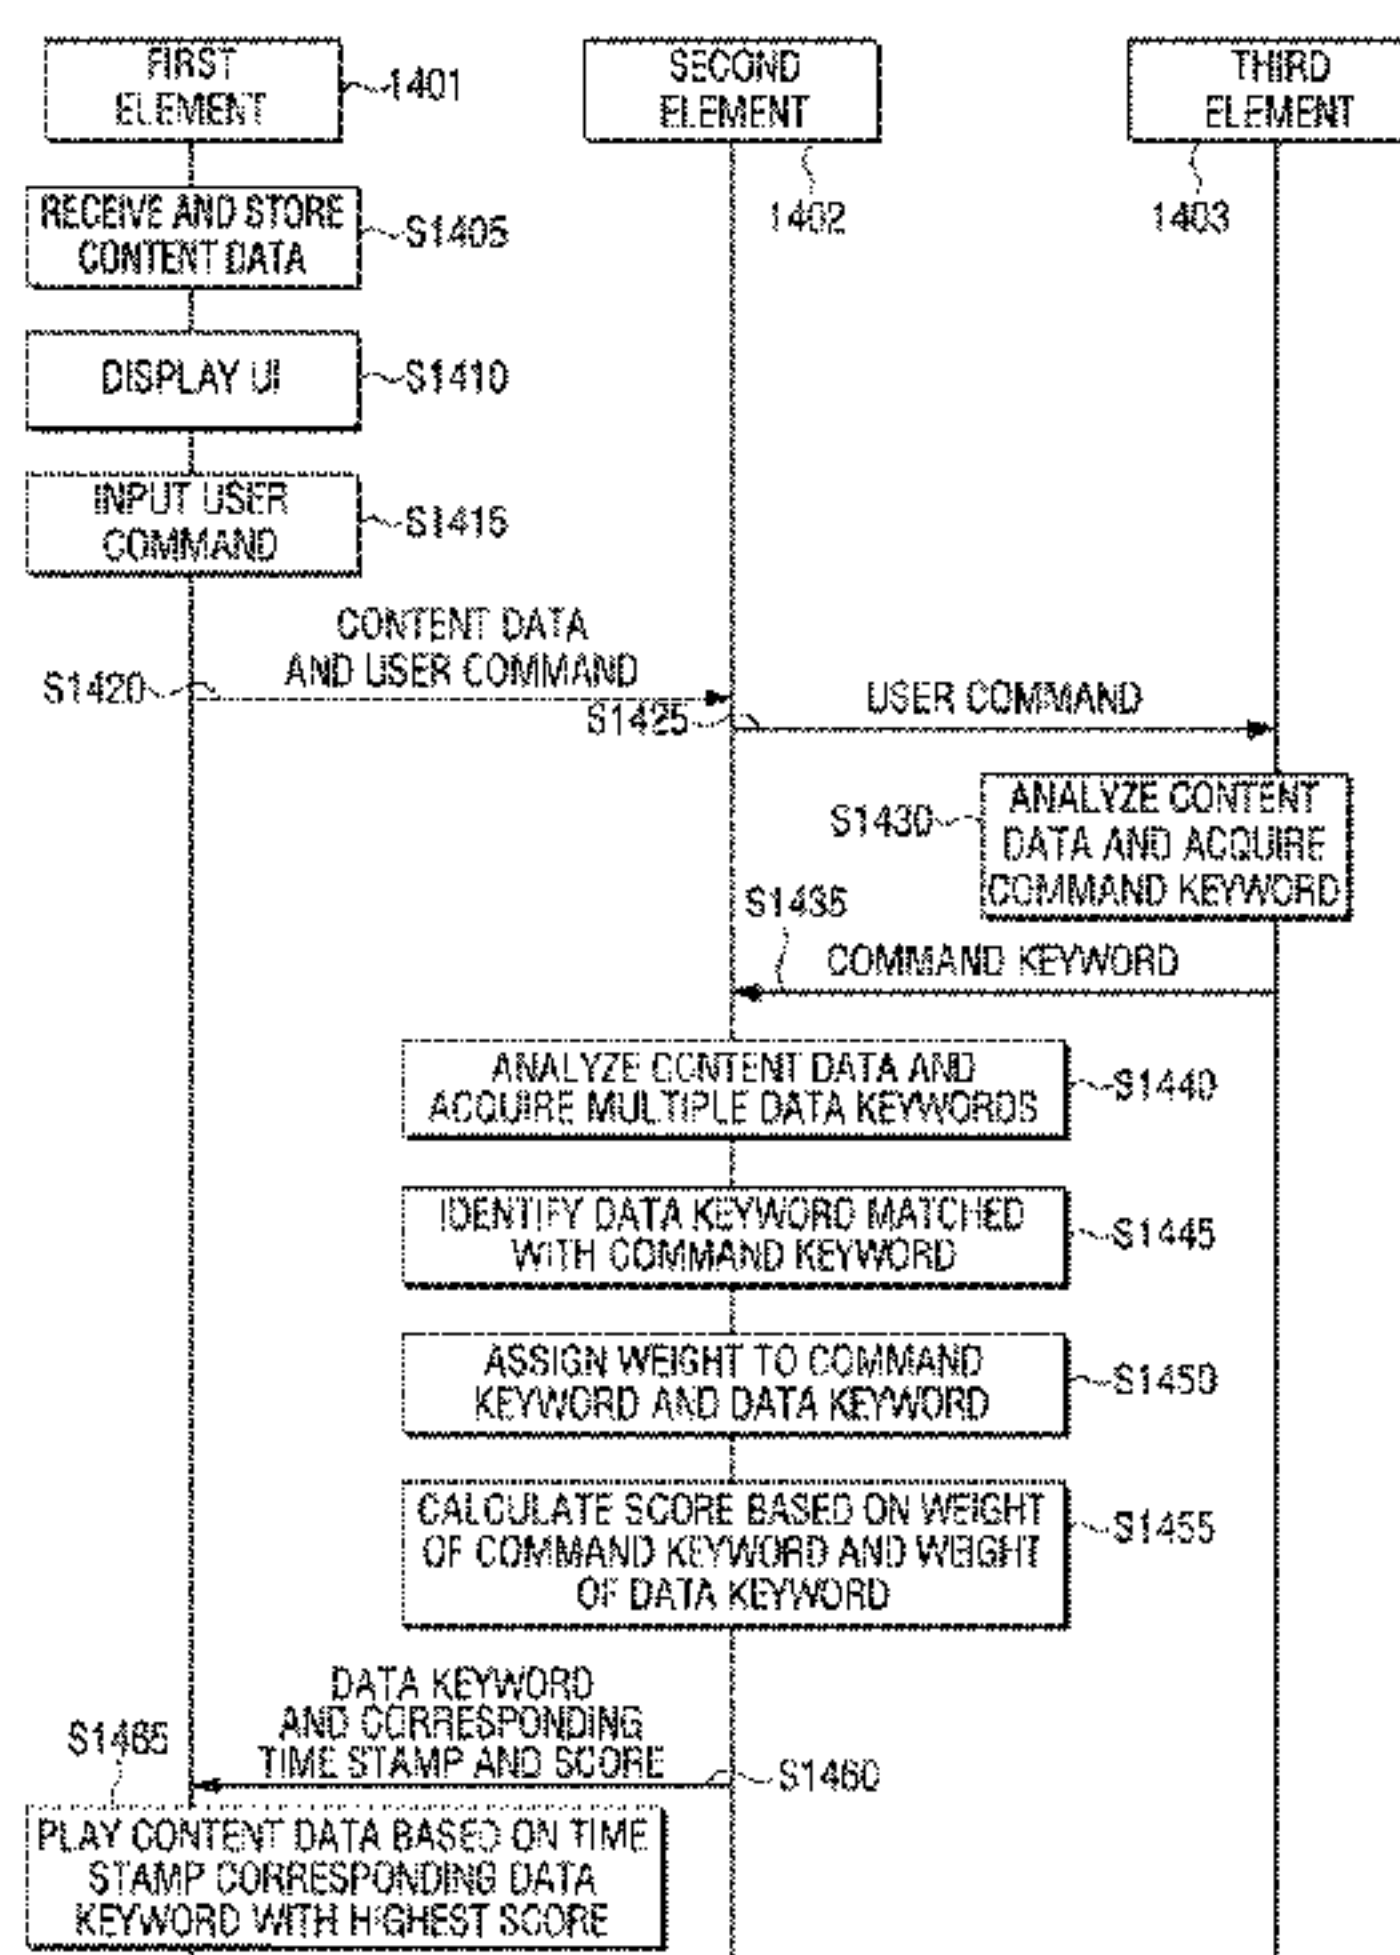 FIRST
ELEMENT
1401
SECOND
ELEMENT
1402
THIRD
ELEMENT
1403
RECEIVE AND STORE
CONTENT DATA
S1405
DISPLAY UI
S1410
INPUT USER
COMMAND
S1415
CONTENT DATA
AND USER COMMAND
S1420
USER COMMAND
S1425
ANALYZE CONTENT
DATA AND ACQUIRE
COMMAND KEYWORD
S1430
S1435
COMMAND KEYWORD
ANALYZE CONTENT DATA AND
ACQUIRE MULTIPLE DATA KEYWORDS
S1440
IDENTIFY DATA KEYWORD MATCHED
WITH COMMAND KEYWORD
S1445
ASSIGN WEIGHT TO COMMAND
KEYWORD AND DATA KEYWORD
S1450
CALCULATE SCORE BASED ON WEIGHT
OF COMMAND KEYWORD AND WEIGHT
OF DATA KEYWORD
S1455
DATA KEYWORD
AND CORRESPONDING
TIME STAMP AND SCORE
S1460
S1465
PLAY CONTENT DATA BASED ON TIME
STAMP CORRESPONDING DATA
KEYWORD WITH HIGHEST SCORE